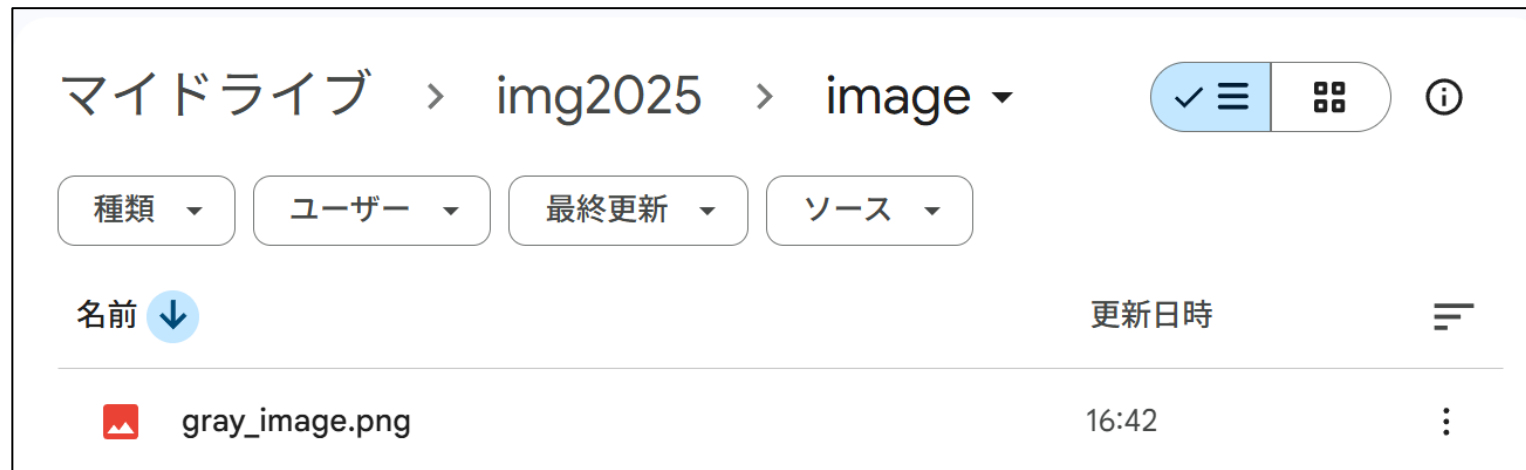 マイドライブ > img2025 > image
種類 ユーザー 最終更新 ソース
名前 更新日時
gray_image.png 16:42